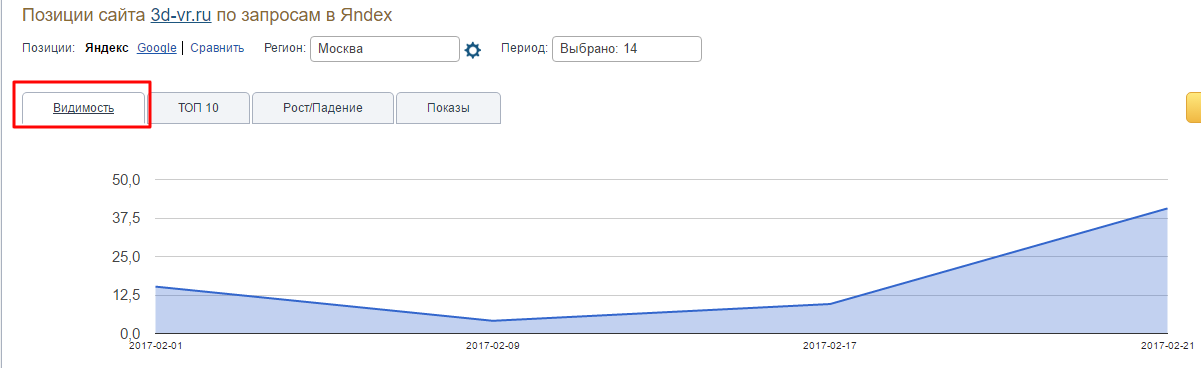 Позиции сайта 3d-vr.ru по запросам в Яndex
Позиции: Яндекс Google Сравнить Регион: Москва Период: Выбрано: 14
Видимость ТОП 10 Рост/Падение Показы
50,0
37,5
25,0
12,5
0,0
2017-02-01 2017-02-09 2017-02-17 2017-02-21